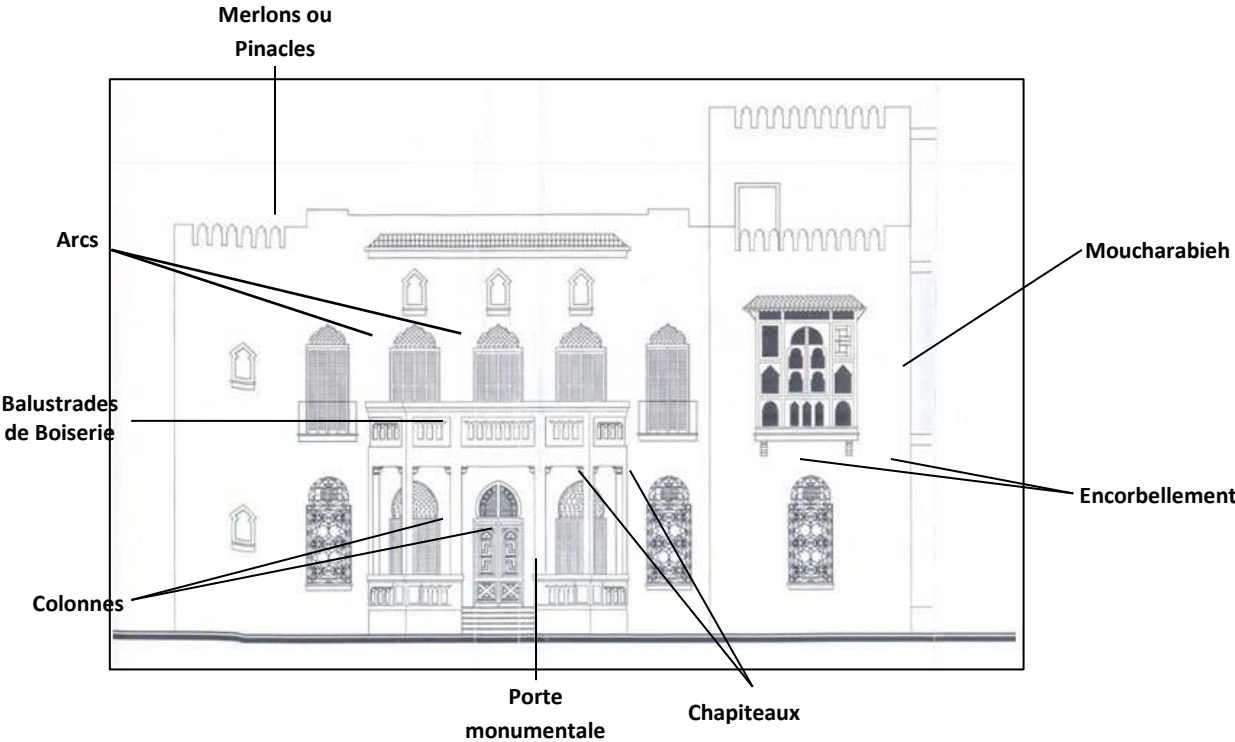 Merlons ou
Pinacles
Arcs
Moucharabieh
Balustrades
de Boiserie
Encorbellement
Colonnes
Porte
monumentale
Chapiteaux